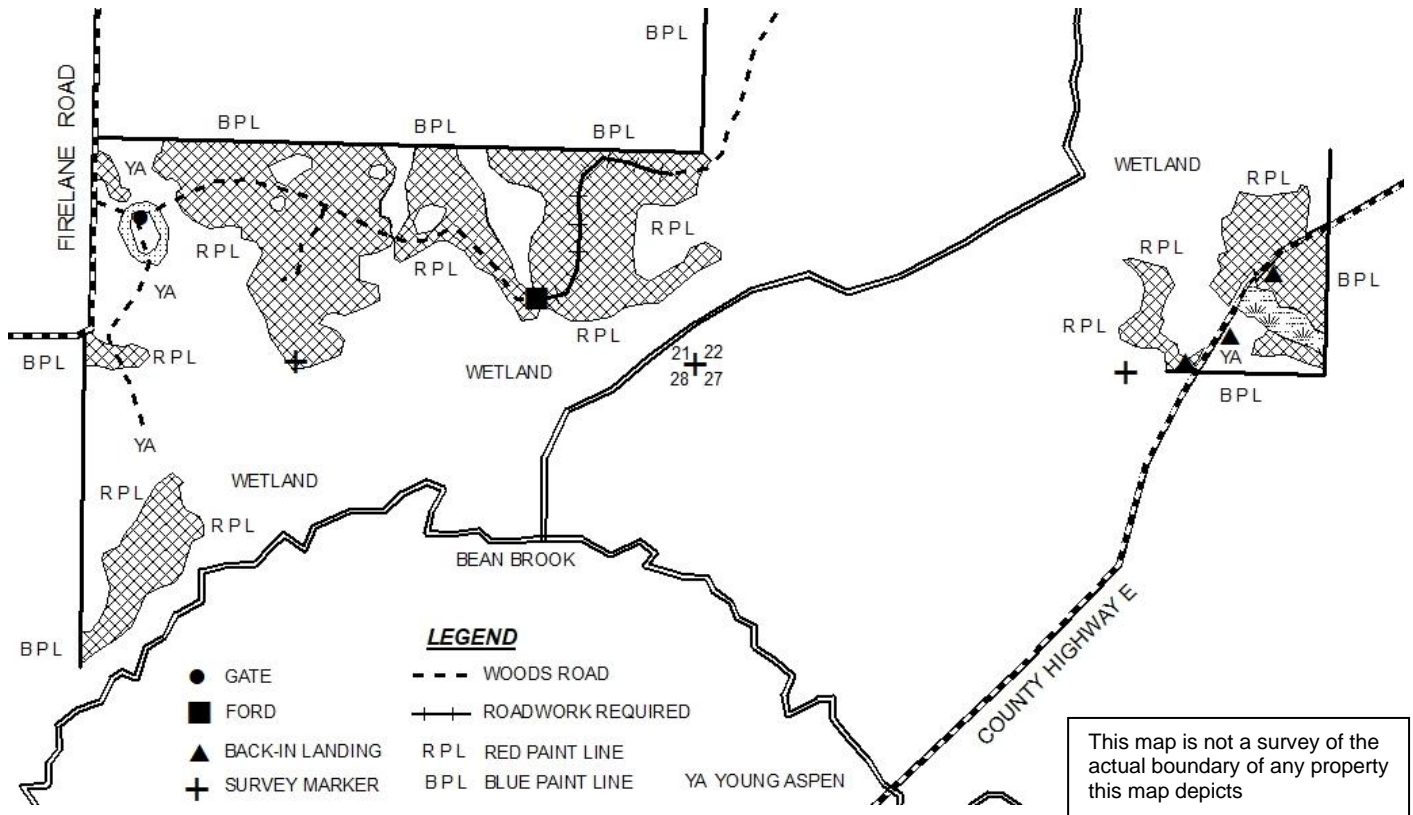 BPL
FIRELANE ROAD
BPL
BPL
BPL
YA
WETLAND
RPL
RPL
RPL
RPL
RPL
BPL
YA
RPL
RPL
BPL
RPL
WETLAND
21 22
28 27
YA
BPL
YA
RPL
WETLAND
RPL
BEAN BROOK
BPL
COUNTY HIGHWAY E
LEGEND
GATE
WOODS ROAD
FORD
ROADWORK REQUIRED
BACK-IN LANDING
RPL RED PAINT LINE
SURVEY MARKER
BPL BLUE PAINT LINE
YA YOUNG ASPEN
This map is not a survey of the
actual boundary of any property
this map depicts